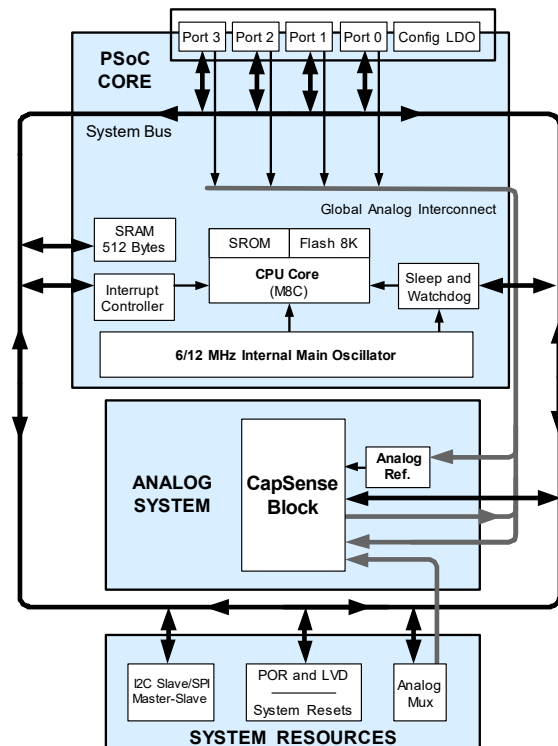 Port 3 Port 2 Port 1 Port 0 Config LDO
PSoC
CORE
System Bus
Global Analog Interconnect
SRAM
512 Bytes
SROM Flash 8K
CPU Core
(M8C)
Interrupt
Controller
Sleep and
Watchdog
6/12 MHz Internal Main Oscillator
ANALOG
SYSTEM
CapSense
Block
Analog
Ref.
I2C Slave/SPI
Master-Slave
POR and LVD
System Resets
Analog
Mux
SYSTEM RESOURCES